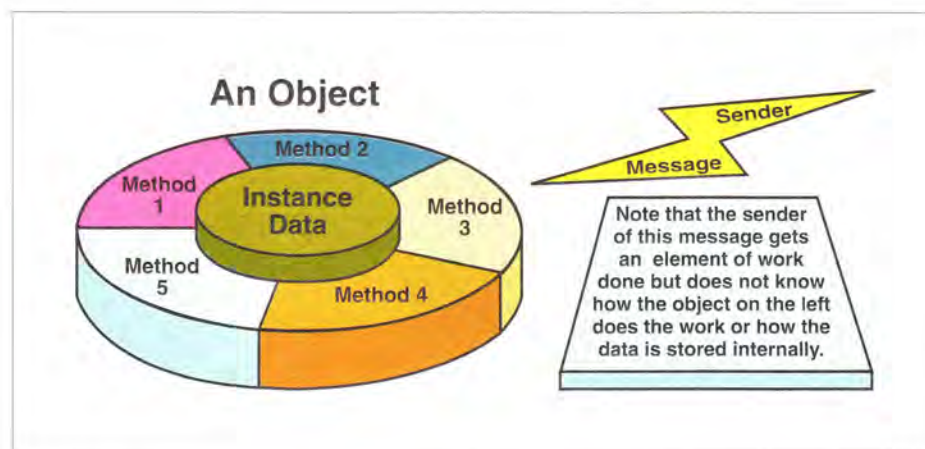 An Object
Method 2
Method
1
Instance
Data
Method
3
Method
5
Method 4
Sender
Message
Note that the sender
of this message gets
an element of work
done but does not know
how the object on the left
does the work or how the
data is stored internally.